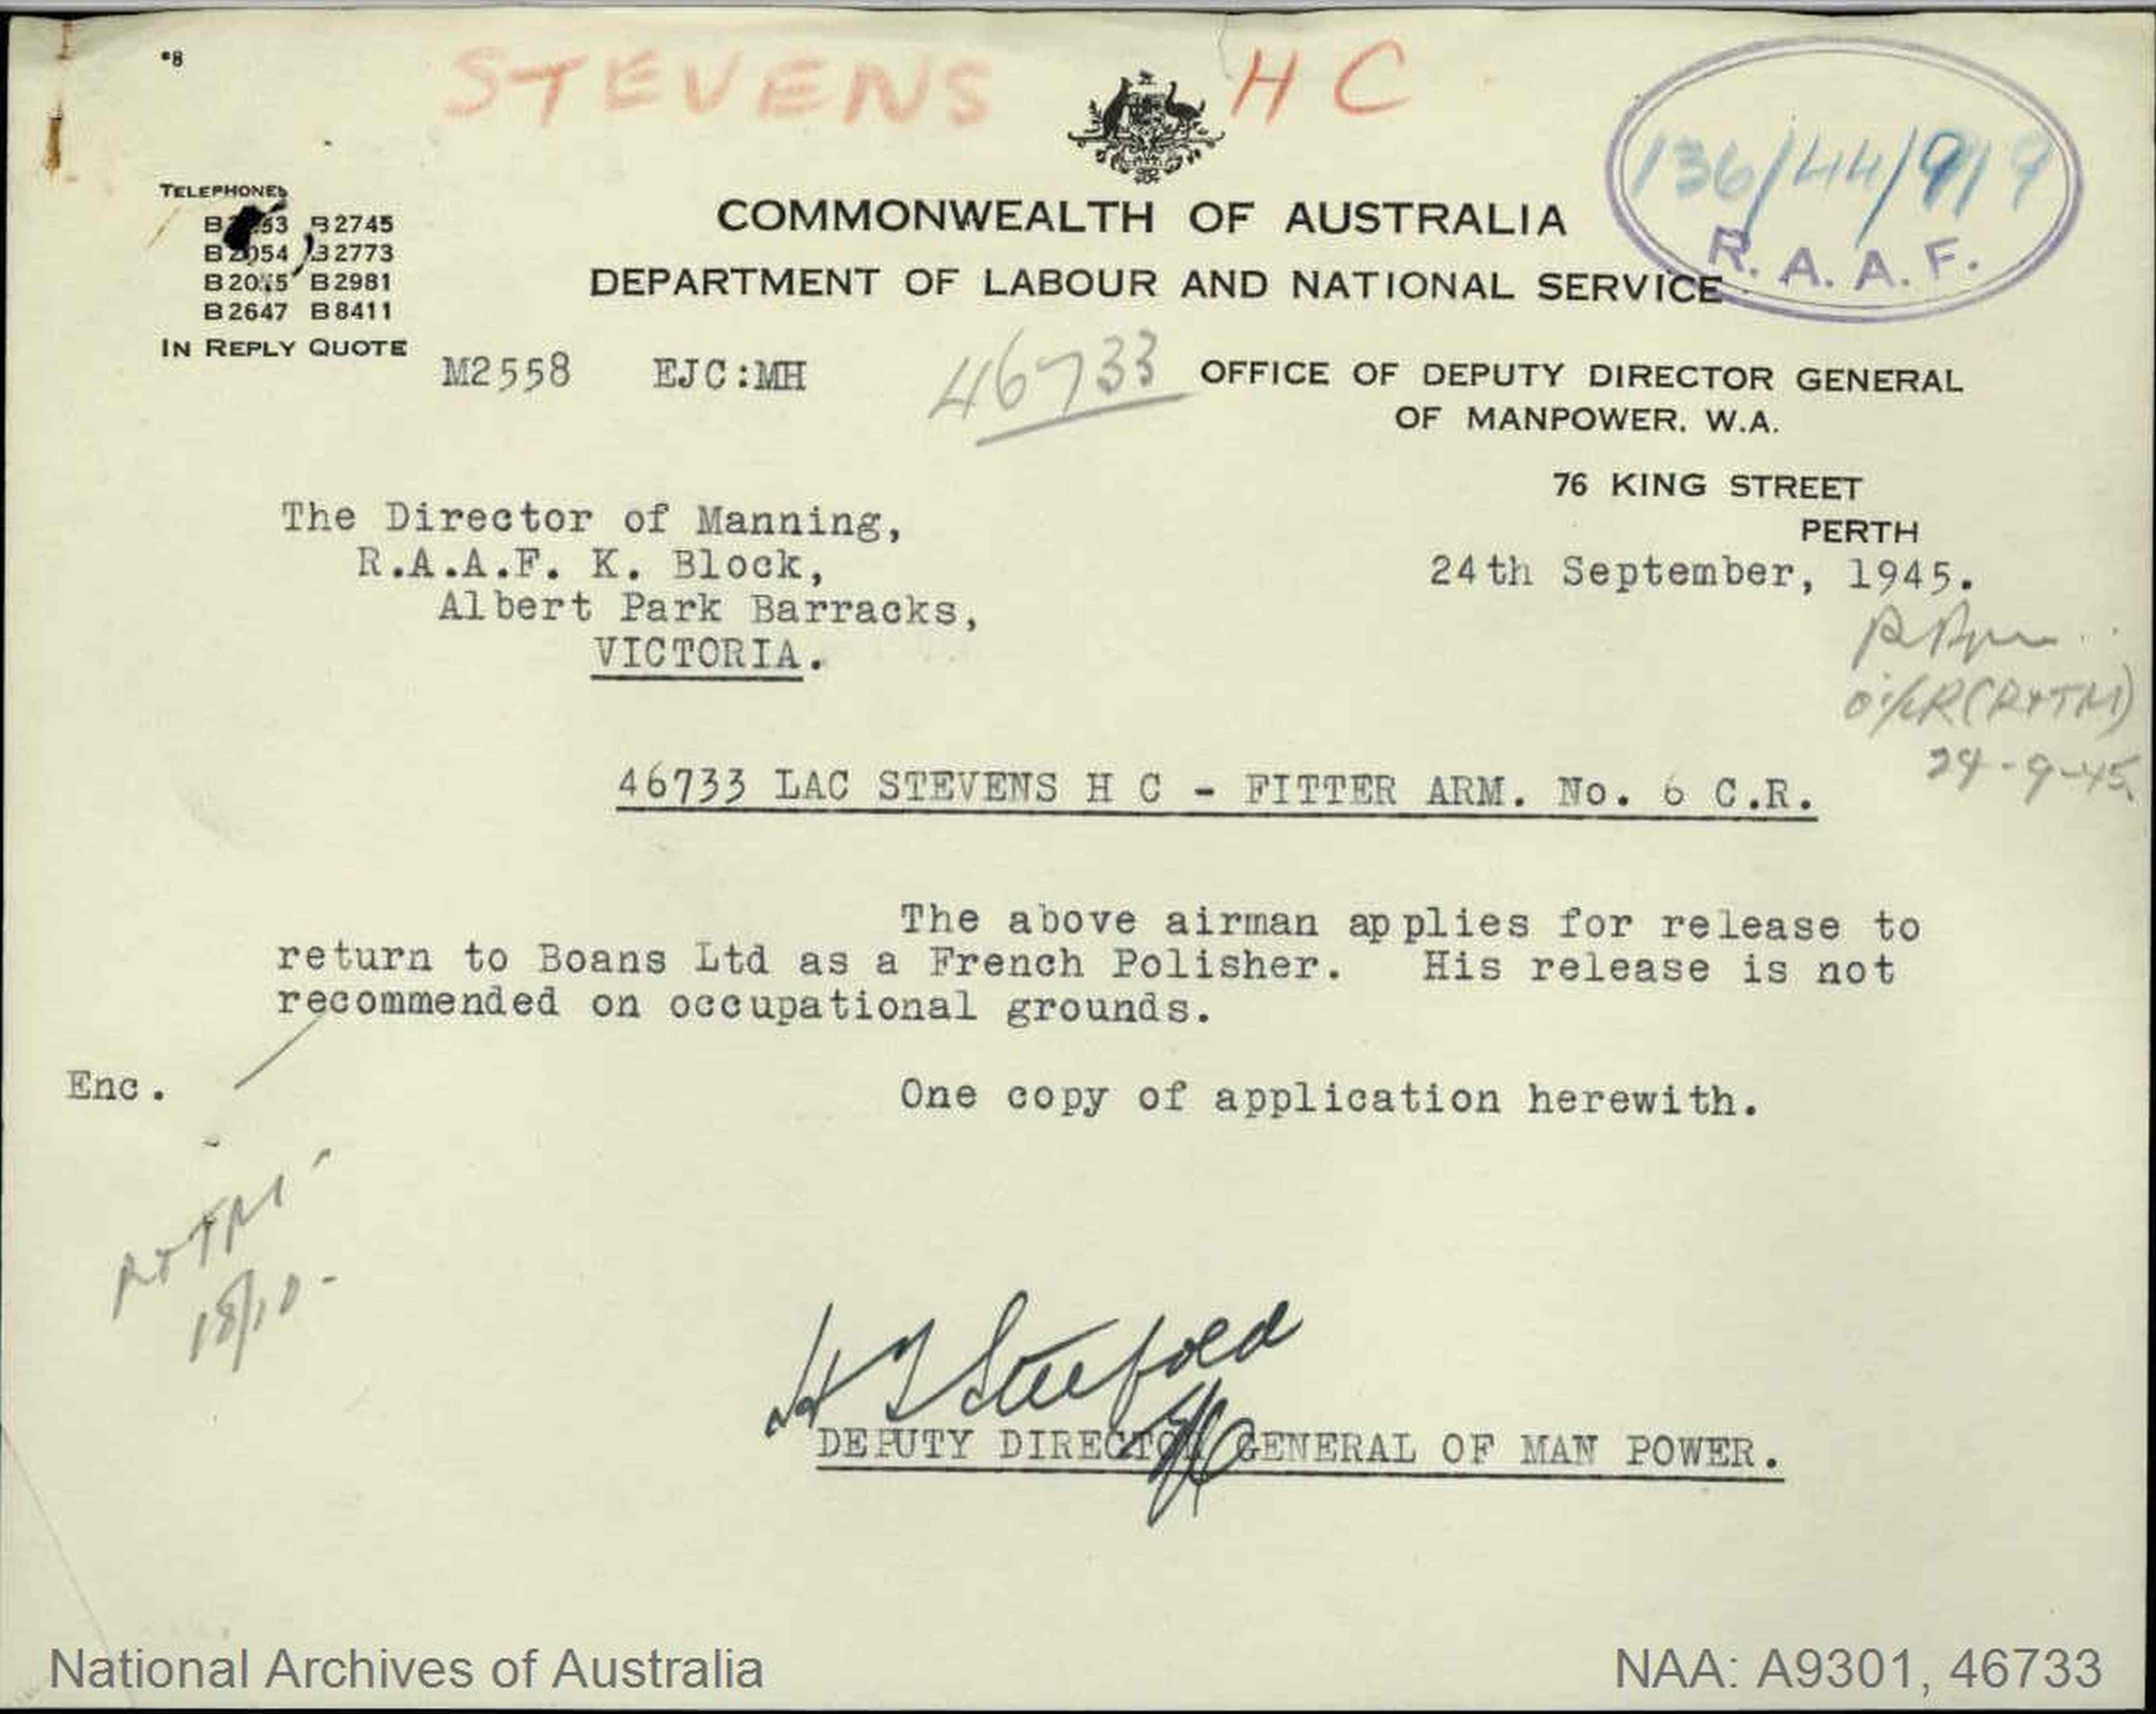 *8
STEVENS H C
136/44/919
R.A.A.F.
TELEPHONES
B2745
B2773
B2981
B2647 B8411
IN REPLY QUOTE
COMMONWEALTH OF AUSTRALIA
DEPARTMENT OF LABOUR AND NATIONAL SERVICE
M2558 EJC:MH
46733
OFFICE OF DEPUTY DIRECTOR GENERAL
OF MANPOWER. W.A.
76 KING STREET
PERTH
24th September, 1945.
The Director of Manning,
R.A.A.F. K. Block,
Albert Park Barracks,
VICTORIA.
(R+TM)
29-9-45
46733 LAC STEVENS H C - FITTER ARM. No. 6 C.R.
The above airman applies for release to
return to Boans Ltd as a French Polisher. His release is not
recommended on occupational grounds.
Enc.
One copy of application herewith.
R+TM
18/10
DEPUTY DIRECTOR GENERAL OF MAN POWER.
National Archives of Australia
NAA: A9301, 46733